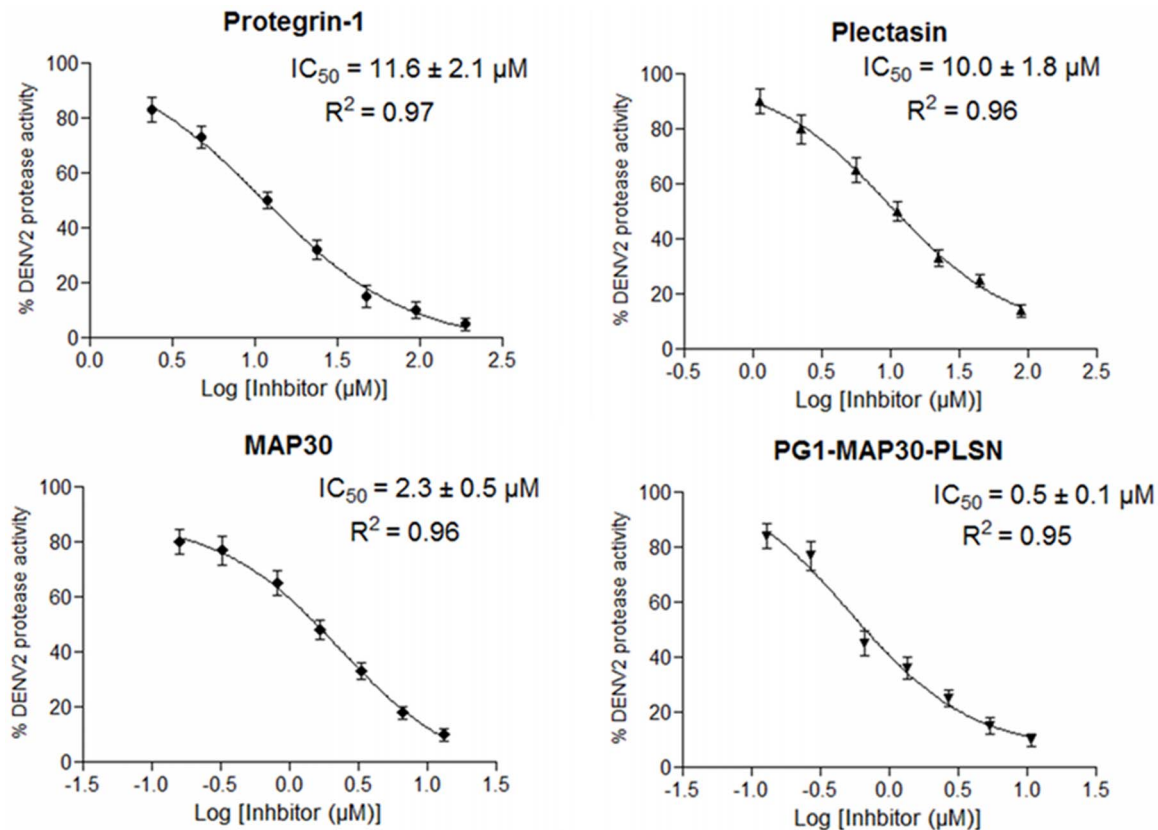 Protegrin-1
IC50 = 11.6 ± 2.1 µM
R2 = 0.97
% DENV2 protease activity
100
80
60
40
20
0
0.0 0.5 1.0 1.5 2.0 2.5
Log [Inhbitor (µM)]
Plectasin
IC50 = 10.0 ± 1.8 µM
R2 = 0.96
% DENV2 protease activity
100
80
60
40
20
0
-0.5 0.0 0.5 1.0 1.5 2.0 2.5
Log [Inhbitor (µM)]
MAP30
IC50 = 2.3 ± 0.5 µM
R2 = 0.96
% DENV2 protease activity
100
80
60
40
20
0
-1.5 -1.0 -0.5 0.0 0.5 1.0 1.5
Log [Inhbitor (µM)]
PG1-MAP30-PLSN
IC50 = 0.5 ± 0.1 µM
R2 = 0.95
% DENV2 protease activity
100
80
60
40
20
0
-1.5 -1.0 -0.5 0.0 0.5 1.0 1.5
Log [Inhbitor (µM)]